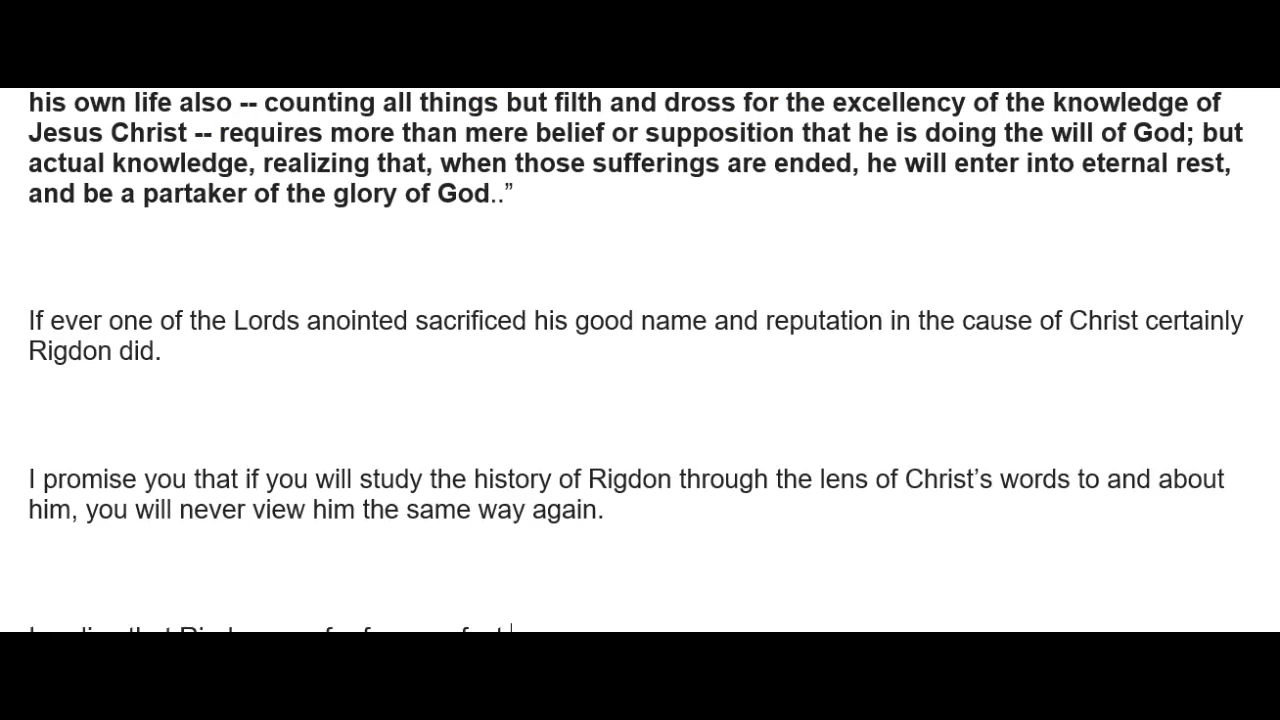 his own life also -- counting all things but filth and dross for the excellency of the knowledge of
Jesus Christ -- requires more than mere belief or supposition that he is doing the will of God; but
actual knowledge, realizing that, when those sufferings are ended, he will enter into eternal rest,
and be a partaker of the glory of God..”
If ever one of the Lords anointed sacrificed his good name and reputation in the cause of Christ certainly
Rigdon did.
I promise you that if you will study the history of Rigdon through the lens of Christ’s words to and about
him, you will never view him the same way again.